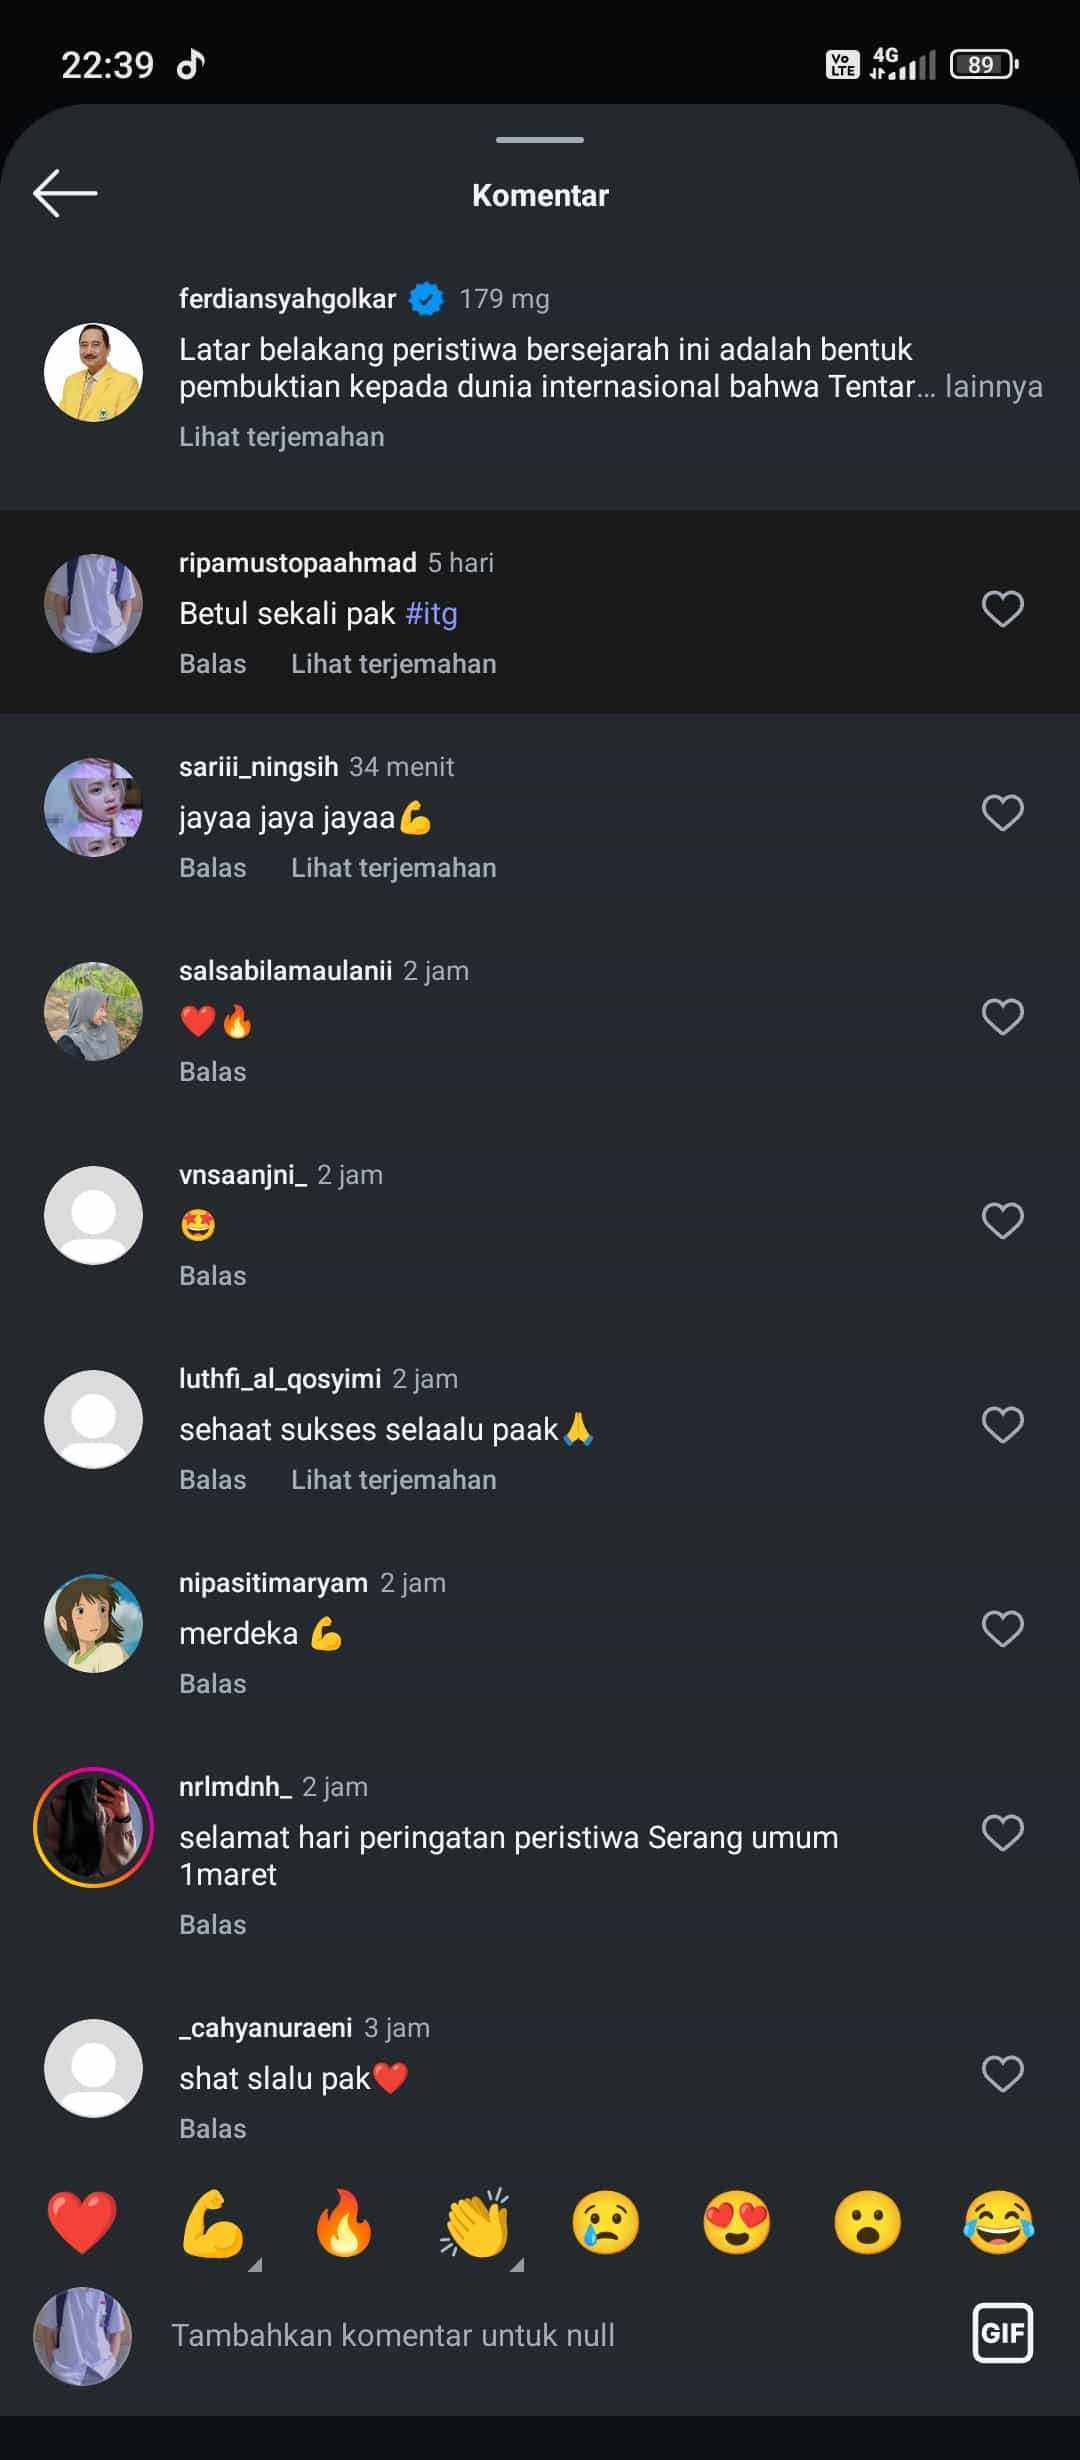 22:39
Vo LTE 4G 89
Komentar
ferdiansyahgolkar 179 mg
Latar belakang peristiwa bersejarah ini adalah bentuk
pembuktian kepada dunia internasional bahwa Tentar... lainnya
Lihat terjemahan
ripamustopaahmad 5 hari
Betul sekali pak #itg
Balas Lihat terjemahan
sariii_ningsih 34 menit
jayaa jaya jayaa💪
Balas Lihat terjemahan
salsabilamaulanii 2 jam
❤️🔥
Balas
vnsaanjni_ 2 jam
🤩
Balas
luthfi_al_qosyimi 2 jam
sehaat sukses selaalu paak🙏
Balas Lihat terjemahan
nipasitimaryam 2 jam
merdeka 💪
Balas
nrlmdnh_ 2 jam
selamat hari peringatan peristiwa Serang umum
1maret
Balas
_cahyanuraeni 3 jam
shat slalu pak❤️
Balas
❤️ 💪 🔥 👏 😢 😍 😮 😂
Tambahkan komentar untuk null
GIF